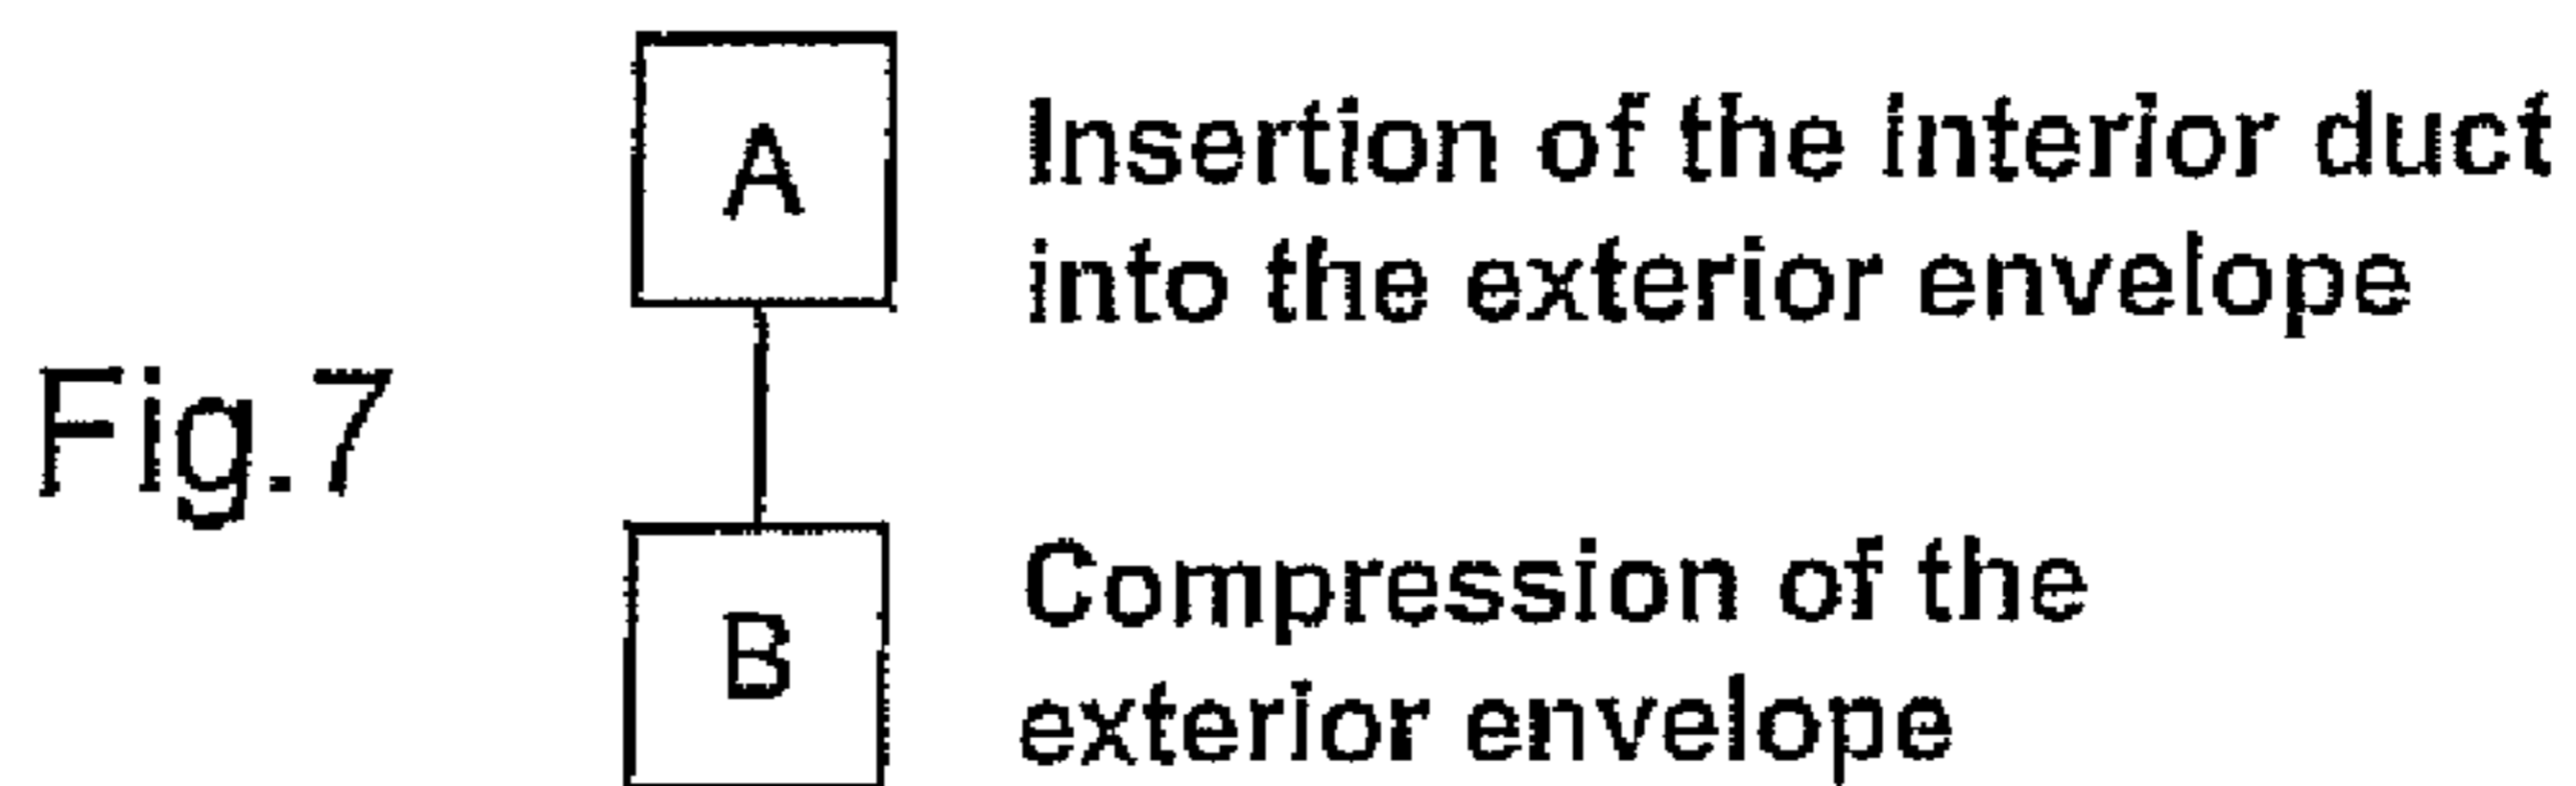 A
Insertion of the interior duct
into the exterior envelope
Fig.7
B
Compression of the
exterior envelope